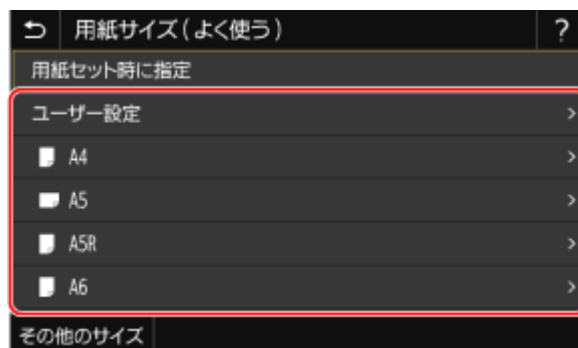 用紙サイズ(よく使う) ?
用紙セット時に指定
ユーザー設定 >
A4 >
A5 >
A5R >
A6 >
その他のサイズ